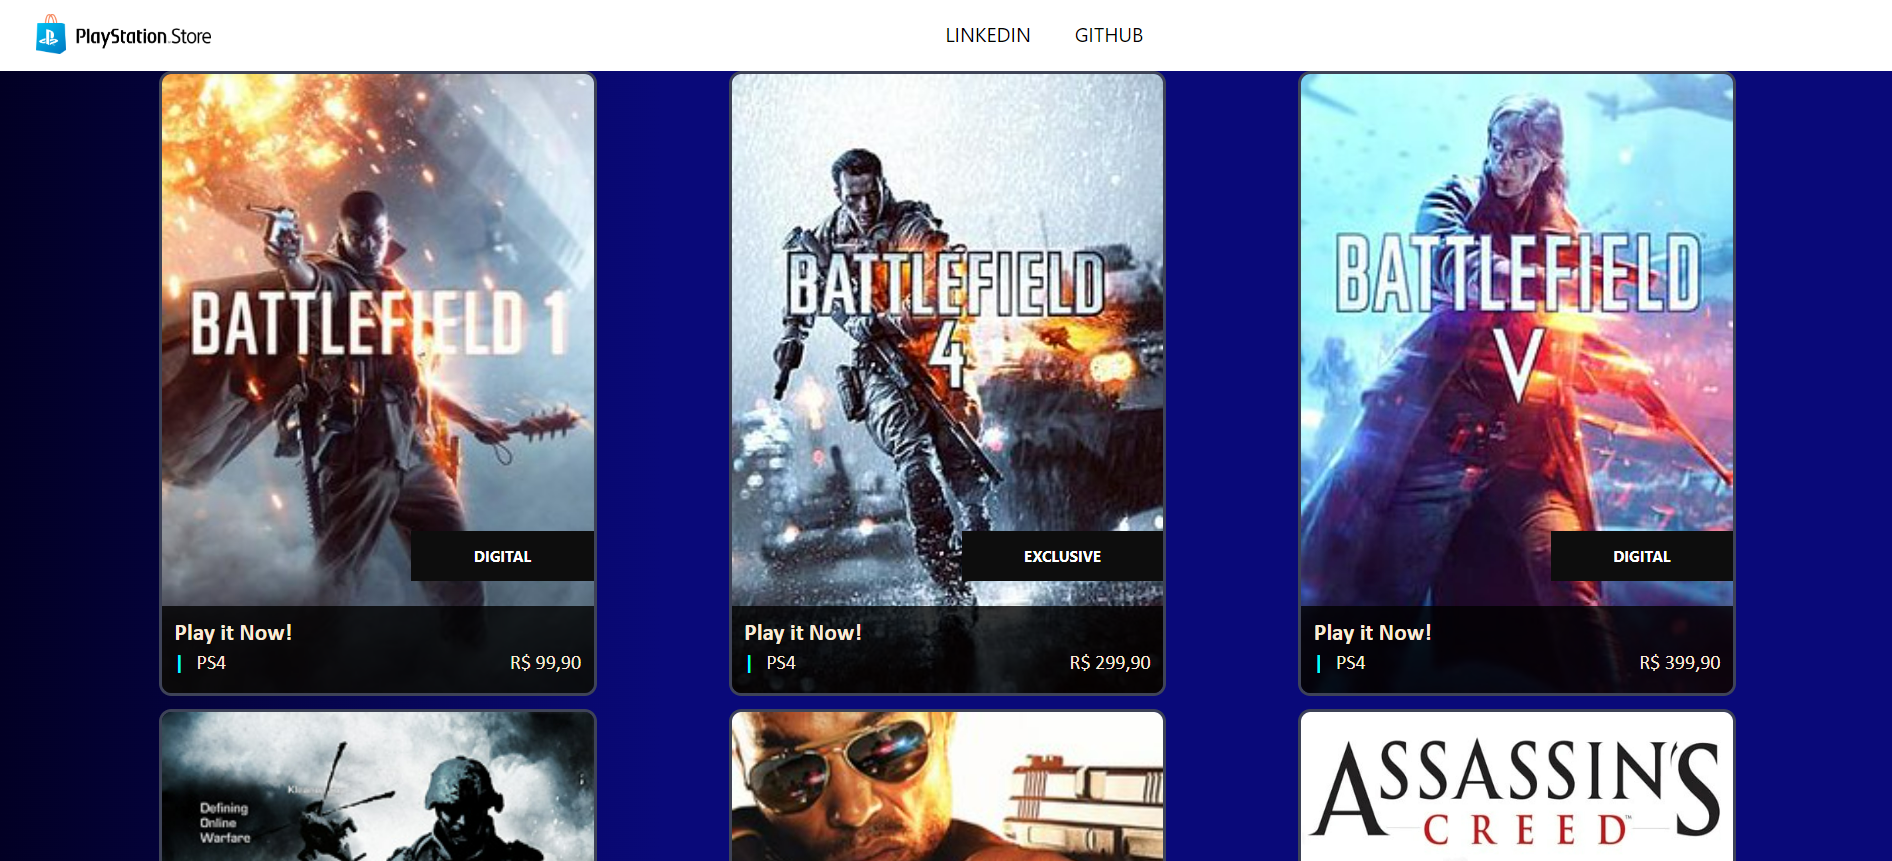 PlayStation Store
LINKEDIN
GITHUB
BATTLEFIELD 1
DIGITAL
Play it Now!
PS4
R$ 99,90
BATTLEFIELD
4
EXCLUSIVE
Play it Now!
PS4
R$ 299,90
BATTLEFIELD
V
DIGITAL
Play it Now!
PS4
R$ 399,90
Defining
Online
Warfare
ASSASSIN'S
CREED